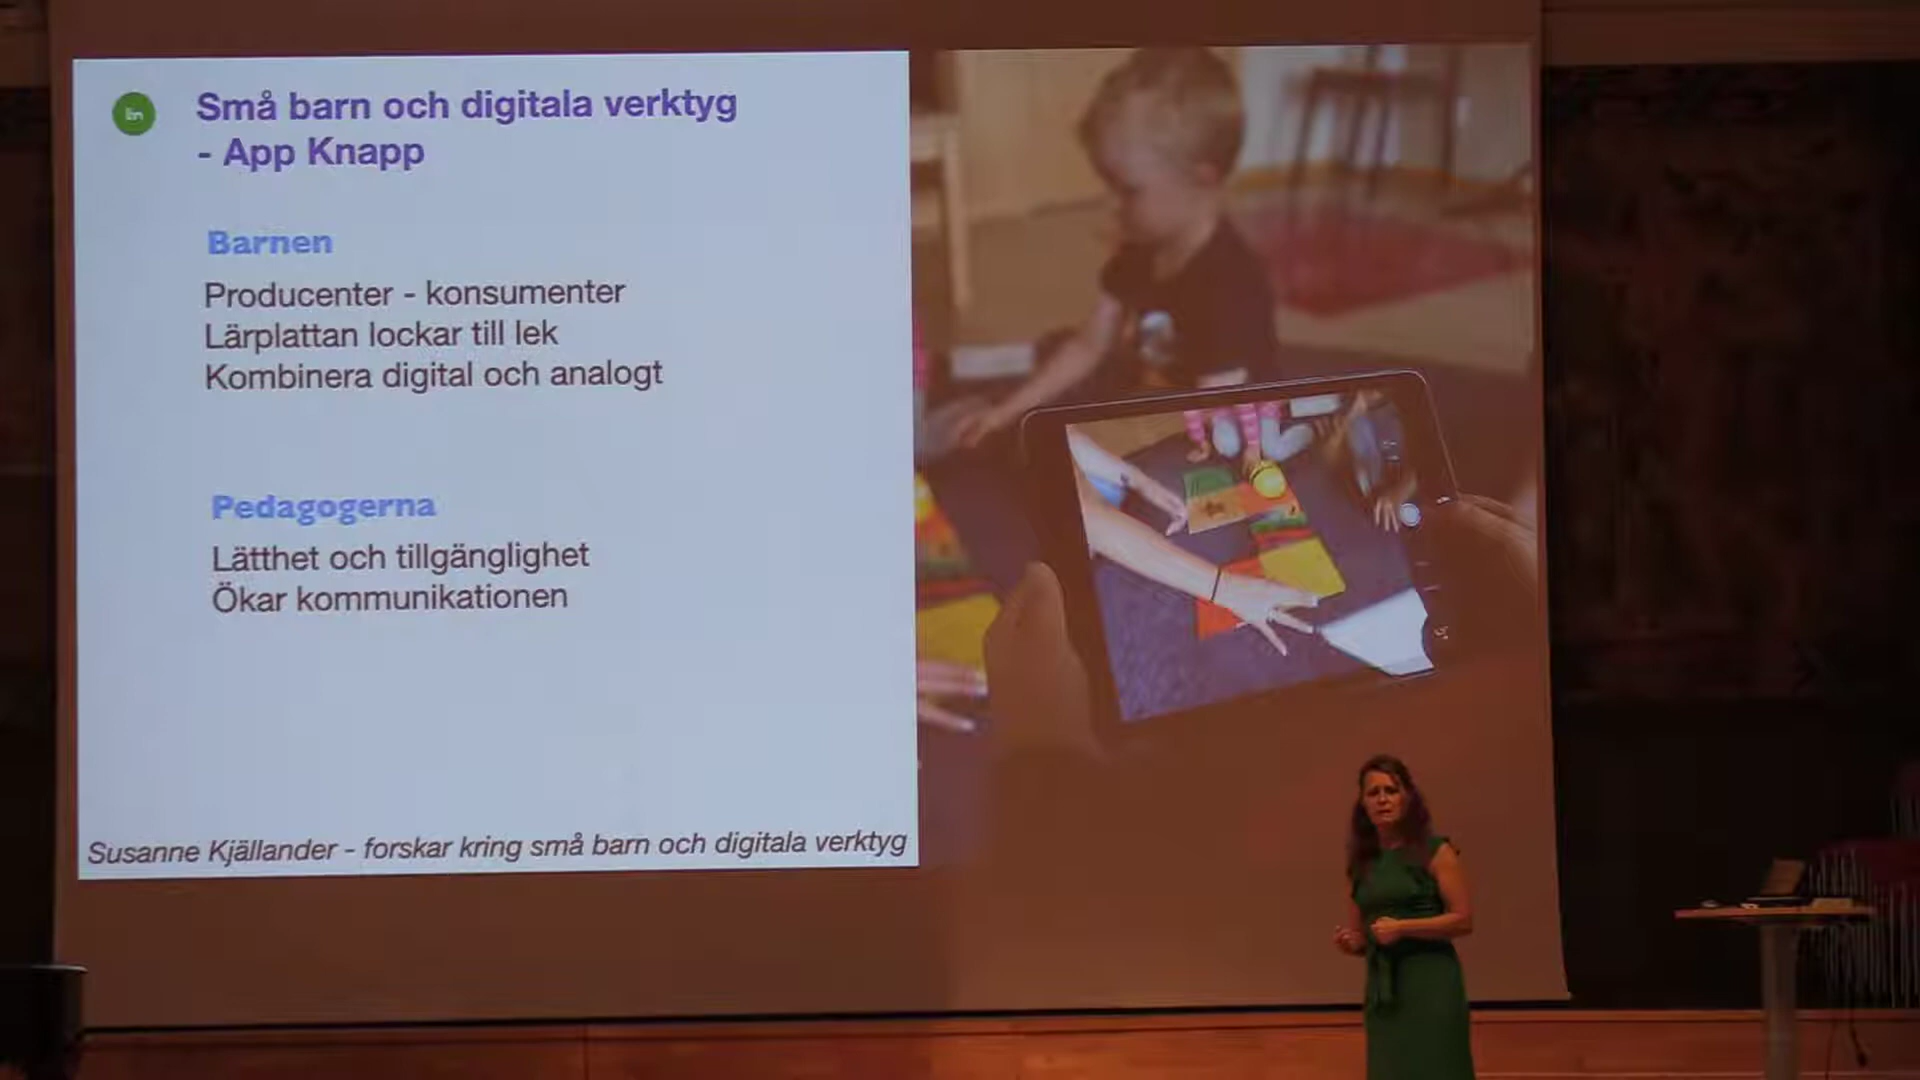 lin
Små barn och digitala verktyg
- App Knapp
Barnen
Producenter - konsumenter
Lärplattan lockar till lek
Kombinera digital och analogt
Pedagogerna
Lätthet och tillgänglighet
Ökar kommunikationen
Susanne Kjällander - forskar kring små barn och digitala verktyg